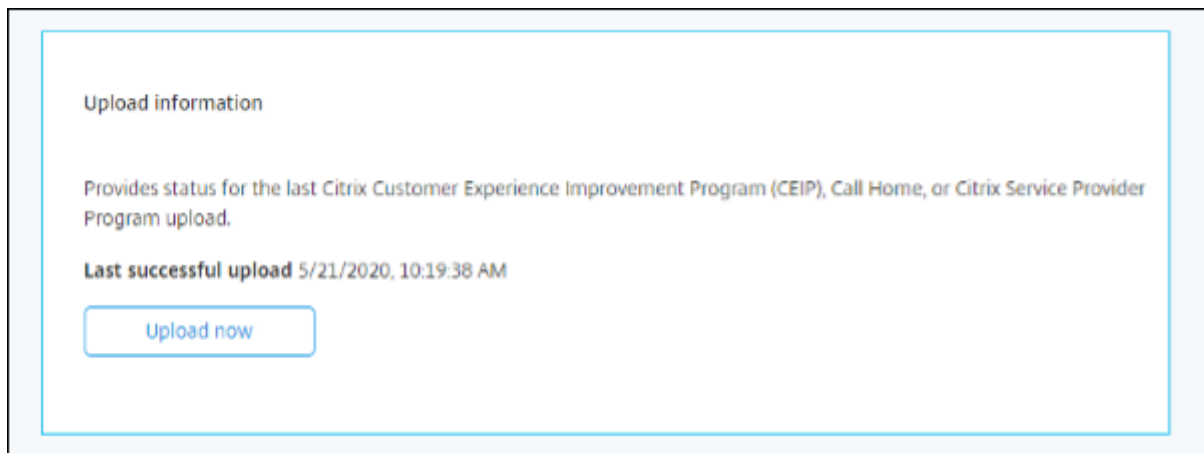 Upload information
Provides status for the last Citrix Customer Experience Improvement Program (CEIP), Call Home, or Citrix Service Provider
Program upload.
Last successful upload 5/21/2020, 10:19:38 AM
Upload now